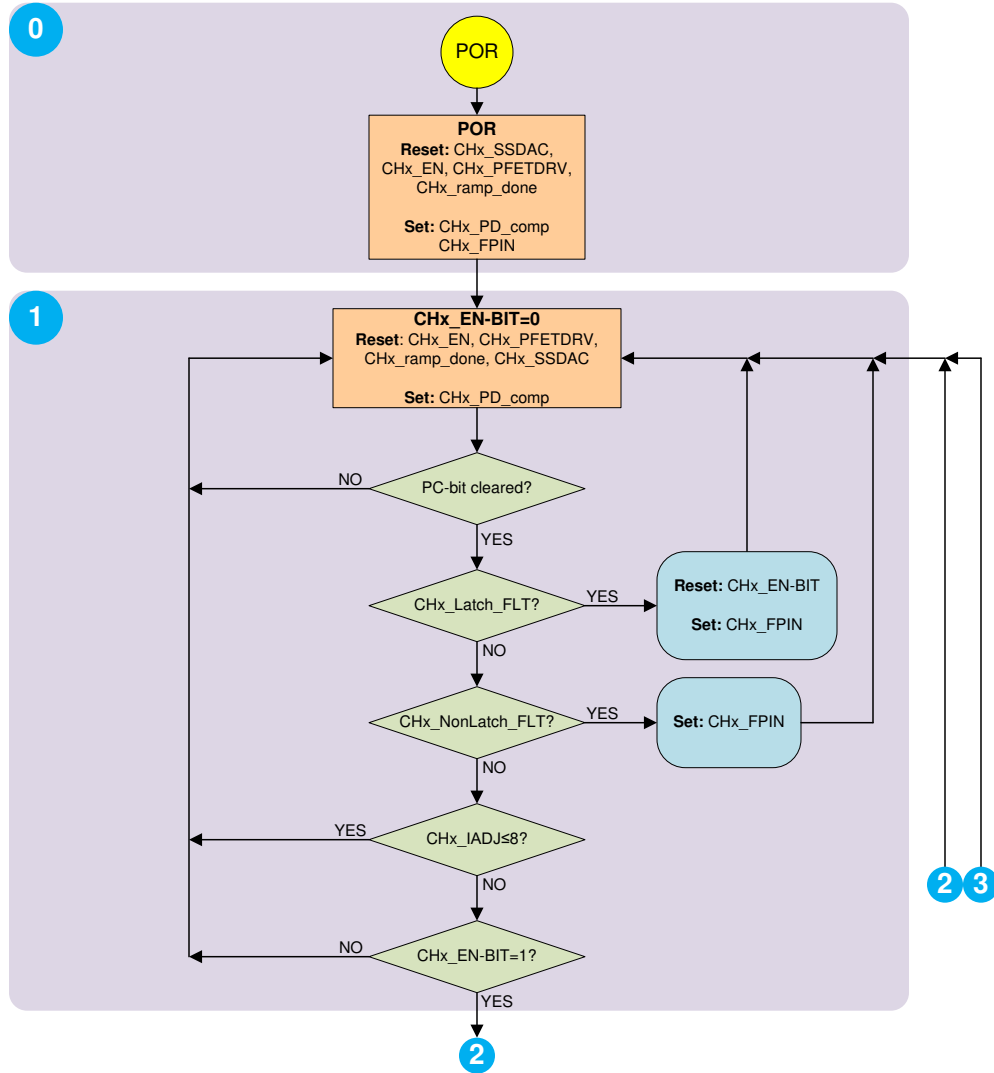 0
POR
POR
Reset: CHx_SSDAC,
CHx_EN, CHx_PFETDRV,
CHx_ramp_done
Set: CHx_PD_comp
CHx_FPIN
1
CHx_EN-BIT=0
Reset: CHx_EN, CHx_PFETDRV,
CHx_ramp_done, CHx_SSDAC
Set: CHx_PD_comp
NO
PC-bit cleared?
YES
CHx_Latch_FLT?
YES
Reset: CHx_EN-BIT
Set: CHx_FPIN
NO
CHx_NonLatch_FLT?
YES
Set: CHx_FPIN
NO
YES
CHx_IADJ≤8?
NO
2
3
NO
CHx_EN-BIT=1?
YES
2